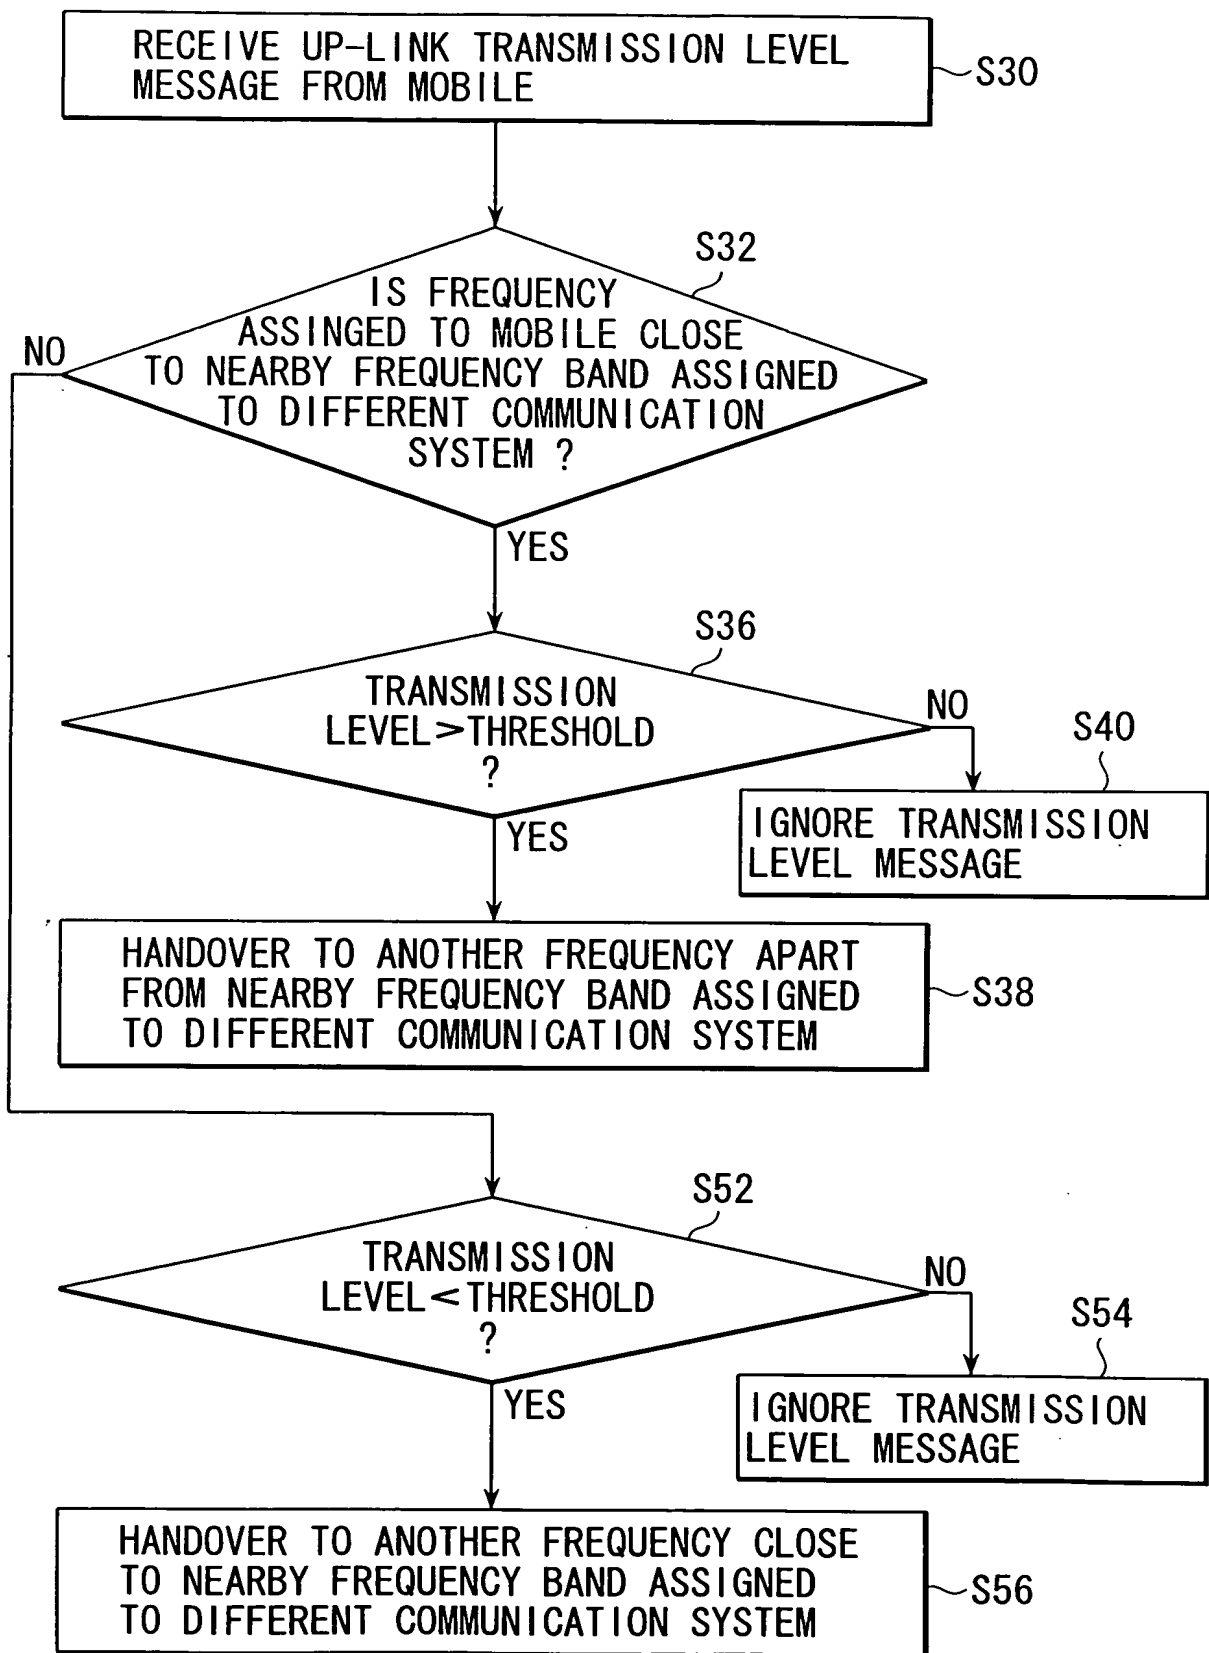 RECEIVE UP-LINK TRANSMISSION LEVEL
MESSAGE FROM MOBILE
S30
S32
IS FREQUENCY
ASSINGED TO MOBILE CLOSE
TO NEARBY FREQUENCY BAND ASSIGNED
TO DIFFERENT COMMUNICATION
SYSTEM ?
NO
YES
S36
TRANSMISSION
LEVEL>THRESHOLD
?
NO
YES
S40
IGNORE TRANSMISSION
LEVEL MESSAGE
HANDOVER TO ANOTHER FREQUENCY APART
FROM NEARBY FREQUENCY BAND ASSIGNED
TO DIFFERENT COMMUNICATION SYSTEM
S38
S52
TRANSMISSION
LEVEL<THRESHOLD
?
NO
YES
S54
IGNORE TRANSMISSION
LEVEL MESSAGE
HANDOVER TO ANOTHER FREQUENCY CLOSE
TO NEARBY FREQUENCY BAND ASSIGNED
TO DIFFERENT COMMUNICATION SYSTEM
S56